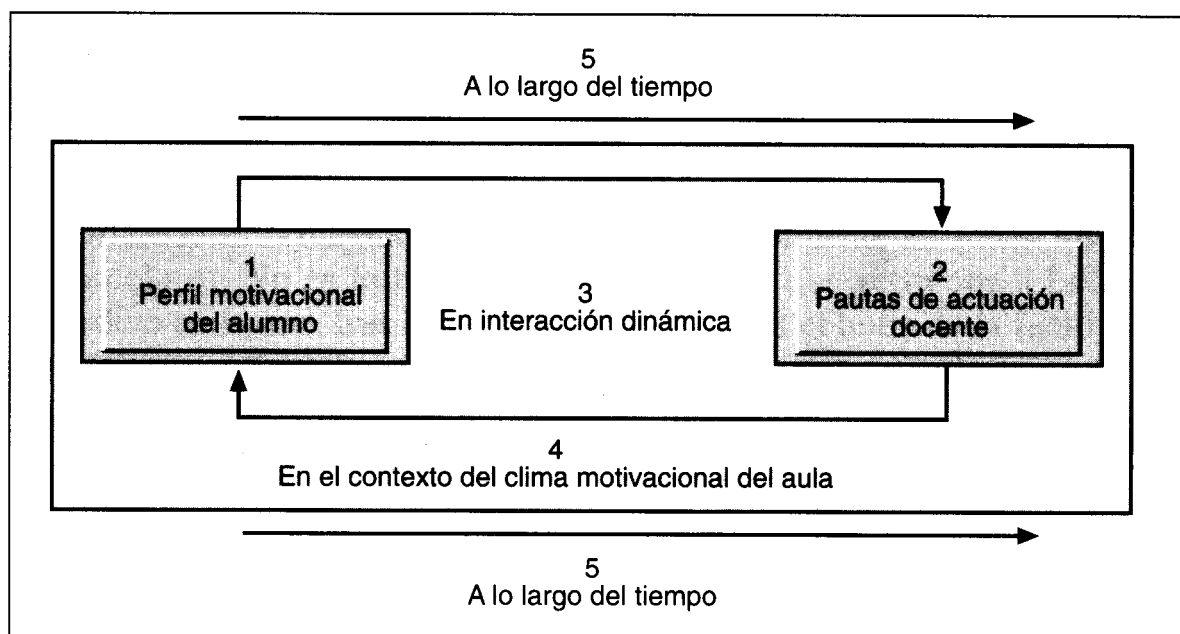 5
A lo largo del tiempo
1
Perfil motivacional
del alumno
3
En interacción dinámica
2
Pautas de actuación
docente
4
En el contexto del clima motivacional del aula
5
A lo largo del tiempo